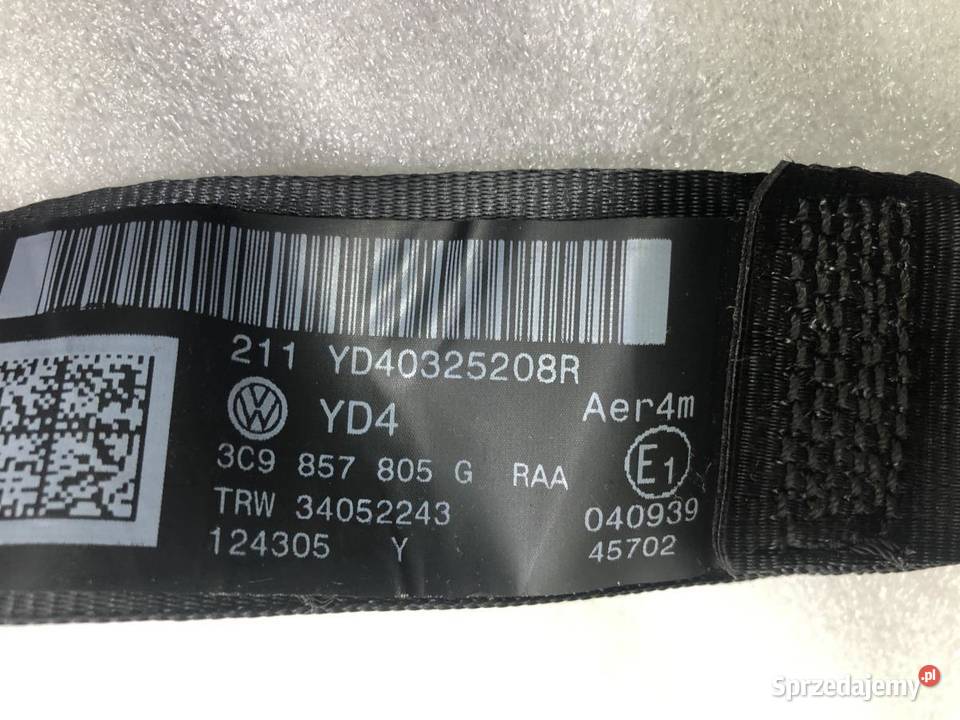 211 YD40325208R
YD4 Aer4m
3C9 857 805 G RAA E1
TRW 34052243 040939
124305 Y 45702
Sprzedajemy.pl